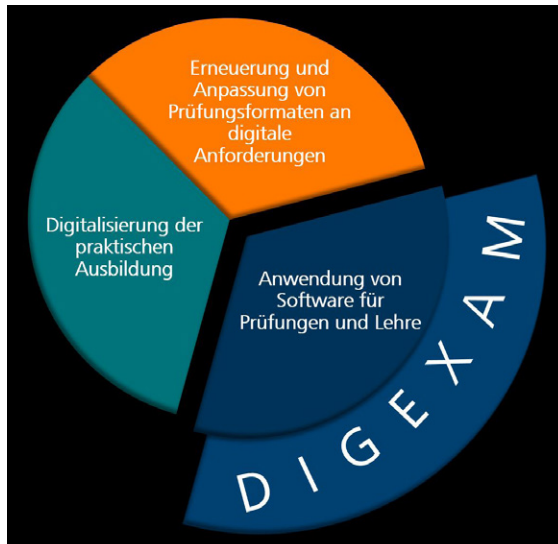 Erneuerung und
Anpassung von
Prüfungsformaten an
digitale
Anforderungen
Digitalisierung der
praktischen
Ausbildung
Anwendung von
Software für
Prüfungen und Lehre
DIGEXAM